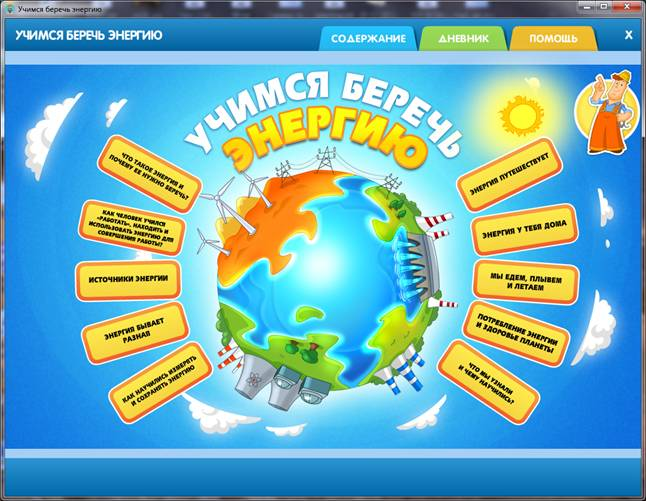 Учимся беречь энергию
УЧИМСЯ БЕРЕЧЬ ЭНЕРГИЮ
СОДЕРЖАНИЕ
ДНЕВНИК
ПОМОЩЬ
X
УЧИМСЯ БЕРЕЧЬ
ЭНЕРГИЮ
ЧТО ТАКОЕ ЭНЕРГИЯ И
ПОЧЕМУ ЕЕ НУЖНО БЕРЕЧЬ?
КАК ЧЕЛОВЕК УЧИЛСЯ
«РАБОТАТЬ», НАХОДИТЬ И
ИСПОЛЬЗОВАТЬ ЭНЕРГИЮ ДЛЯ
СОВЕРШЕНИЯ РАБОТЫ?
ИСТОЧНИКИ ЭНЕРГИИ
ЭНЕРГИЯ БЫВАЕТ
РАЗНАЯ
КАК НАУЧИЛИСЬ ИЗМЕРЯТЬ
И СОХРАНЯТЬ ЭНЕРГИЮ
ЭНЕРГИЯ ПУТЕШЕСТВУЕТ
ЭНЕРГИЯ У ТЕБЯ ДОМА
МЫ ЕДЕМ, ПЛЫВЕМ
И ЛЕТАЕМ
ПОТРЕБЛЕНИЕ ЭНЕРГИИ
И ЗДОРОВЬЕ ПЛАНЕТЫ
ЧТО МЫ УЗНАЛИ
И ЧЕМУ НАУЧИЛИСЬ?